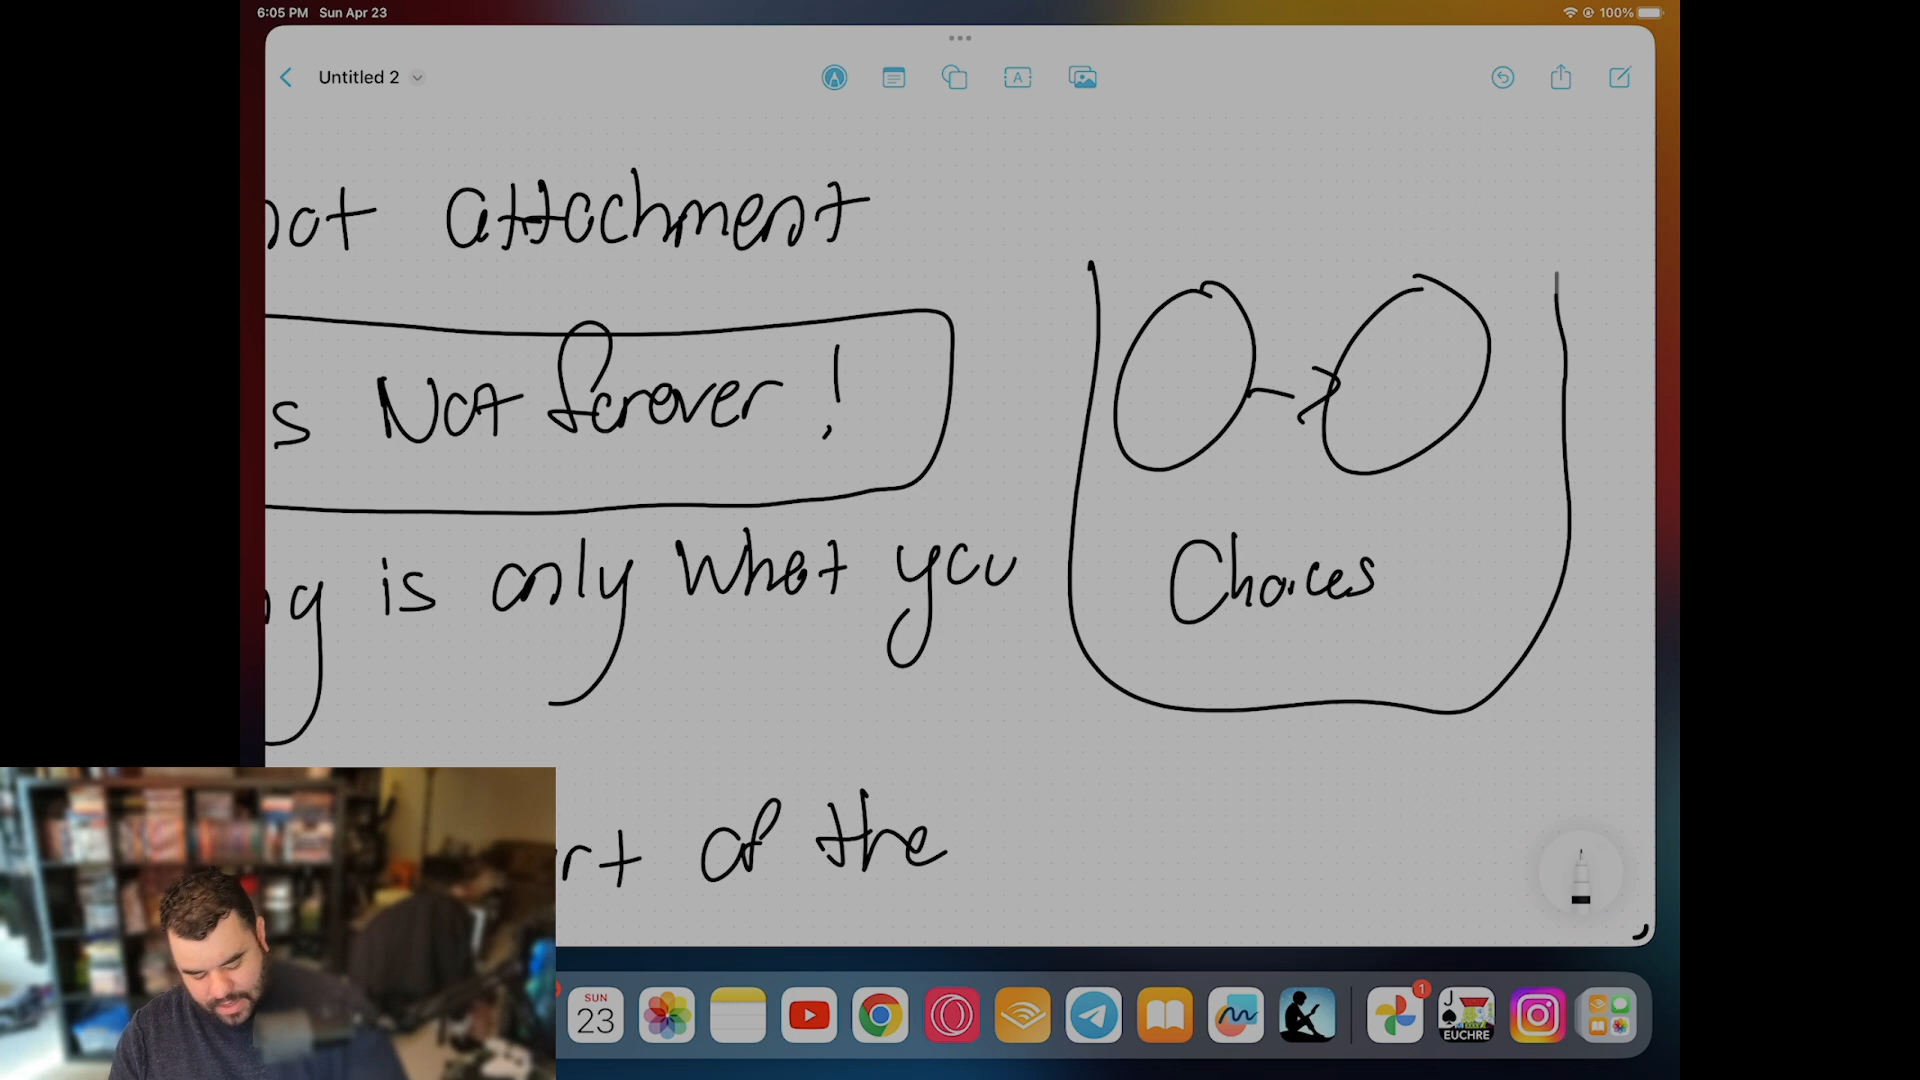 6:05 PM Sun Apr 23
100%
Untitled 2
A
not attachment
s Not forever!
g is only what you
Choices
rt of the
SUN
23
1
J
EUCHRE